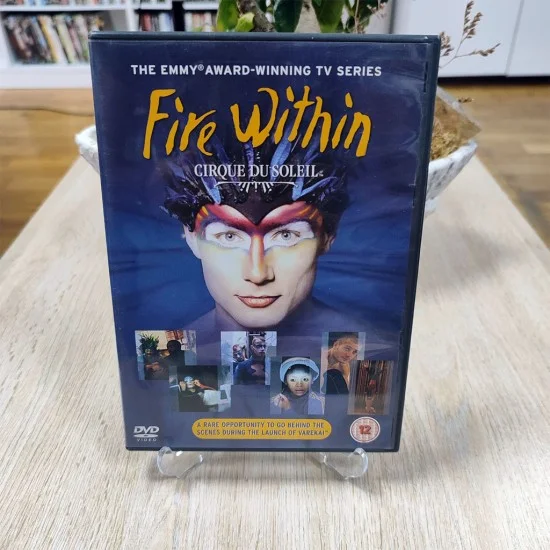 THE EMMY® AWARD-WINNING TV SERIES
Fire Within
CIRQUE DU SOLEIL
A RARE OPPORTUNITY TO GO BEHIND THE
SCENES DURING THE LAUNCH OF VAREKAI™
DVD
VIDEO
12